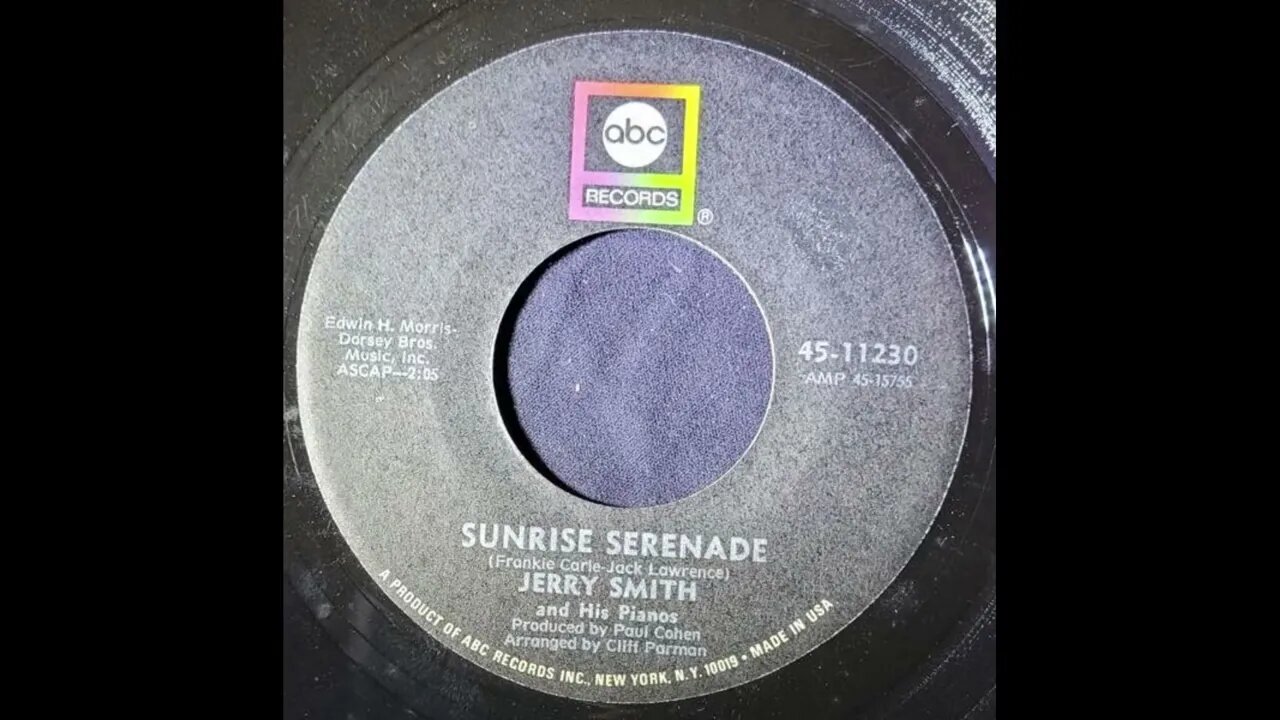 abc
RECORDS
®
Edwin H. Morris-
Dorsey Bros.
Music, Inc.
ASCAP—2:05
45-11230
AMP 45-15755
SUNRISE SERENADE
(Frankie Carle-Jack Lawrence)
JERRY SMITH
and His Pianos
Produced by Paul Cohen
Arranged by Cliff Parman
A PRODUCT OF ABC RECORDS INC., NEW YORK, N.Y. 10019 • MADE IN USA